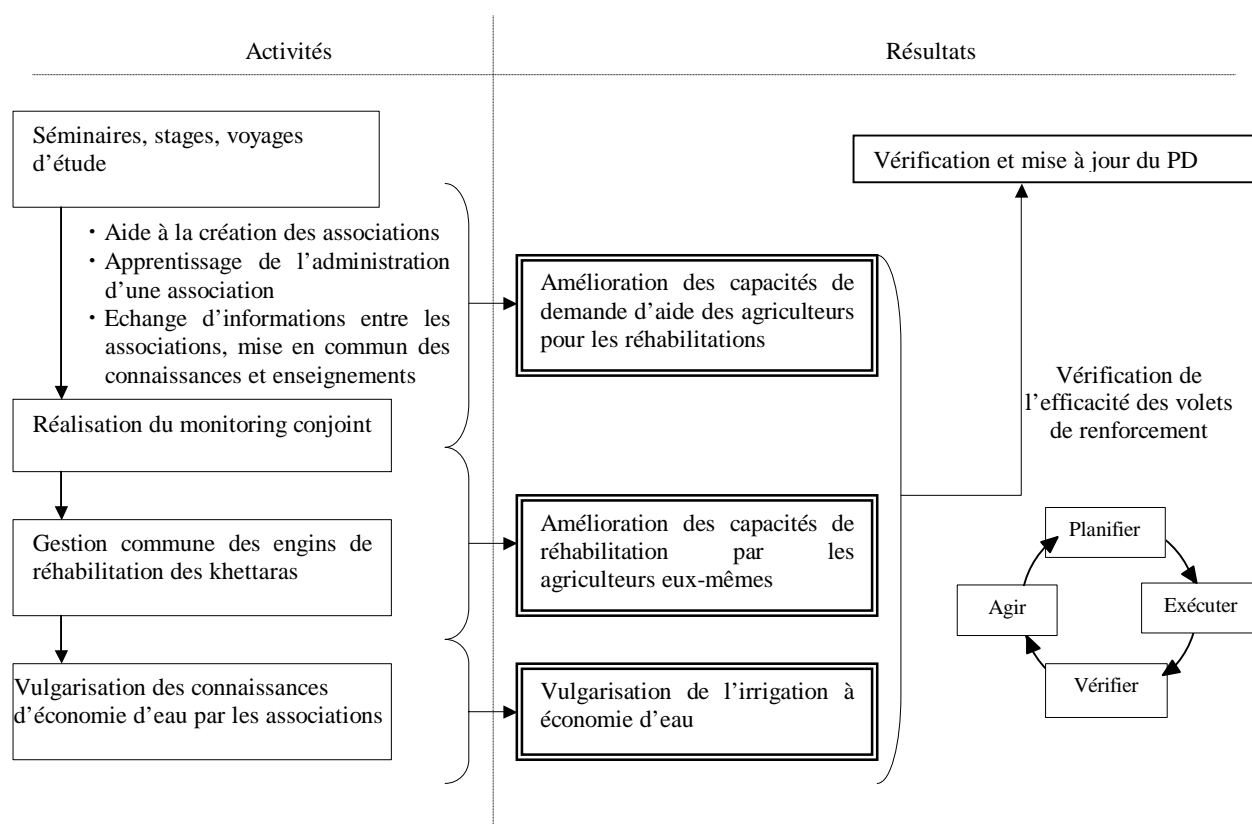 Activités
Résultats
Séminaires, stages, voyages
d’étude
・Aide à la création des associations
・Apprentissage de l’administration
d’une association
・Echange d’informations entre les
associations, mise en commun des
connaissances et enseignements
Réalisation du monitoring conjoint
Gestion commune des engins de
réhabilitation des khettaras
Vulgarisation des connaissances
d’économie d’eau par les associations
Amélioration des capacités de
demande d’aide des agriculteurs
pour les réhabilitations
Amélioration des capacités de
réhabilitation par les
agriculteurs eux-mêmes
Vulgarisation de l’irrigation à
économie d’eau
Vérification et mise à jour du PD
Vérification de
l’efficacité des volets
de renforcement
Planifier
Exécuter
Vérifier
Agir